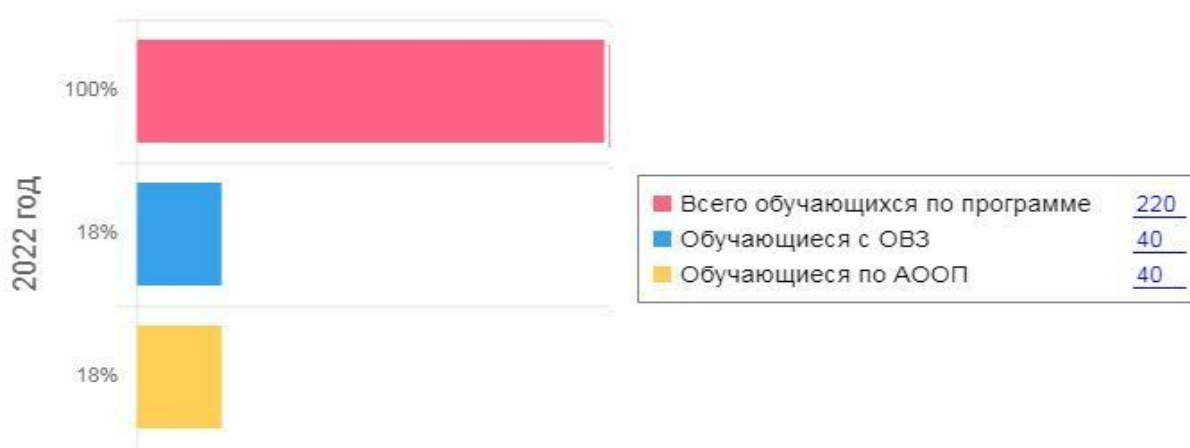 2022 год
100%
18%
18%
Всего обучающихся по программе 220
Обучающиеся с ОВЗ 40
Обучающиеся по АООП 40